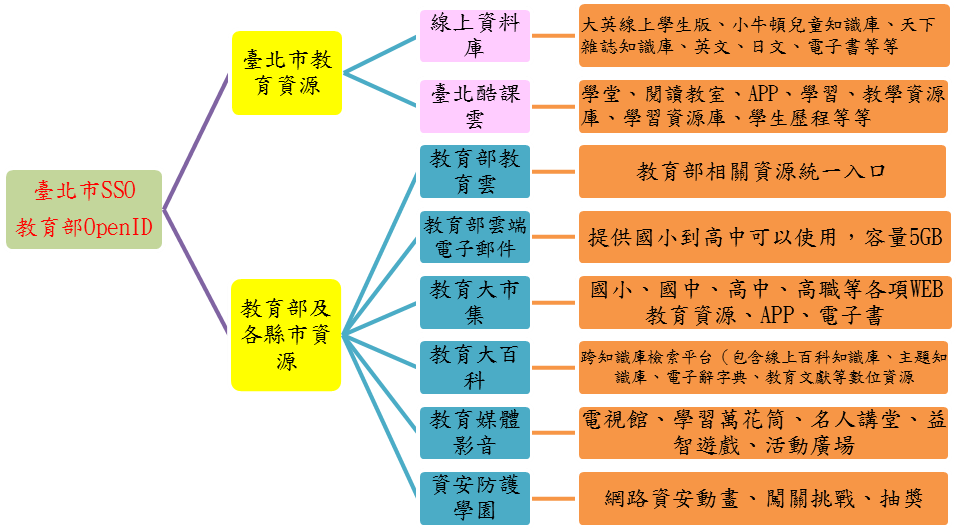 臺北市SSO
教育部OpenID
臺北市教
育資源
線上資料
庫
大英線上學生版、小牛頓兒童知識庫、天下
雜誌知識庫、英文、日文、電子書等等
臺北酷課
雲
學堂、閱讀教室、APP、學習、教學資源
庫、學習資源庫、學生歷程等等
教育部及
各縣市資
源
教育部教
育雲
教育部相關資源統一入口
教育部雲端
電子郵件
提供國小到高中可以使用，容量5GB
教育大市
集
國小、國中、高中、高職等各項WEB
教育資源、APP、電子書
教育大百
科
跨知識庫檢索平台（包含線上百科知識庫、主題知
識庫、電子辭字典、教育文獻等數位資源
教育媒體
影音
電視館、學習萬花筒、名人講堂、益
智遊戲、活動廣場
資安防護
學園
網路資安動畫、闖關挑戰、抽獎